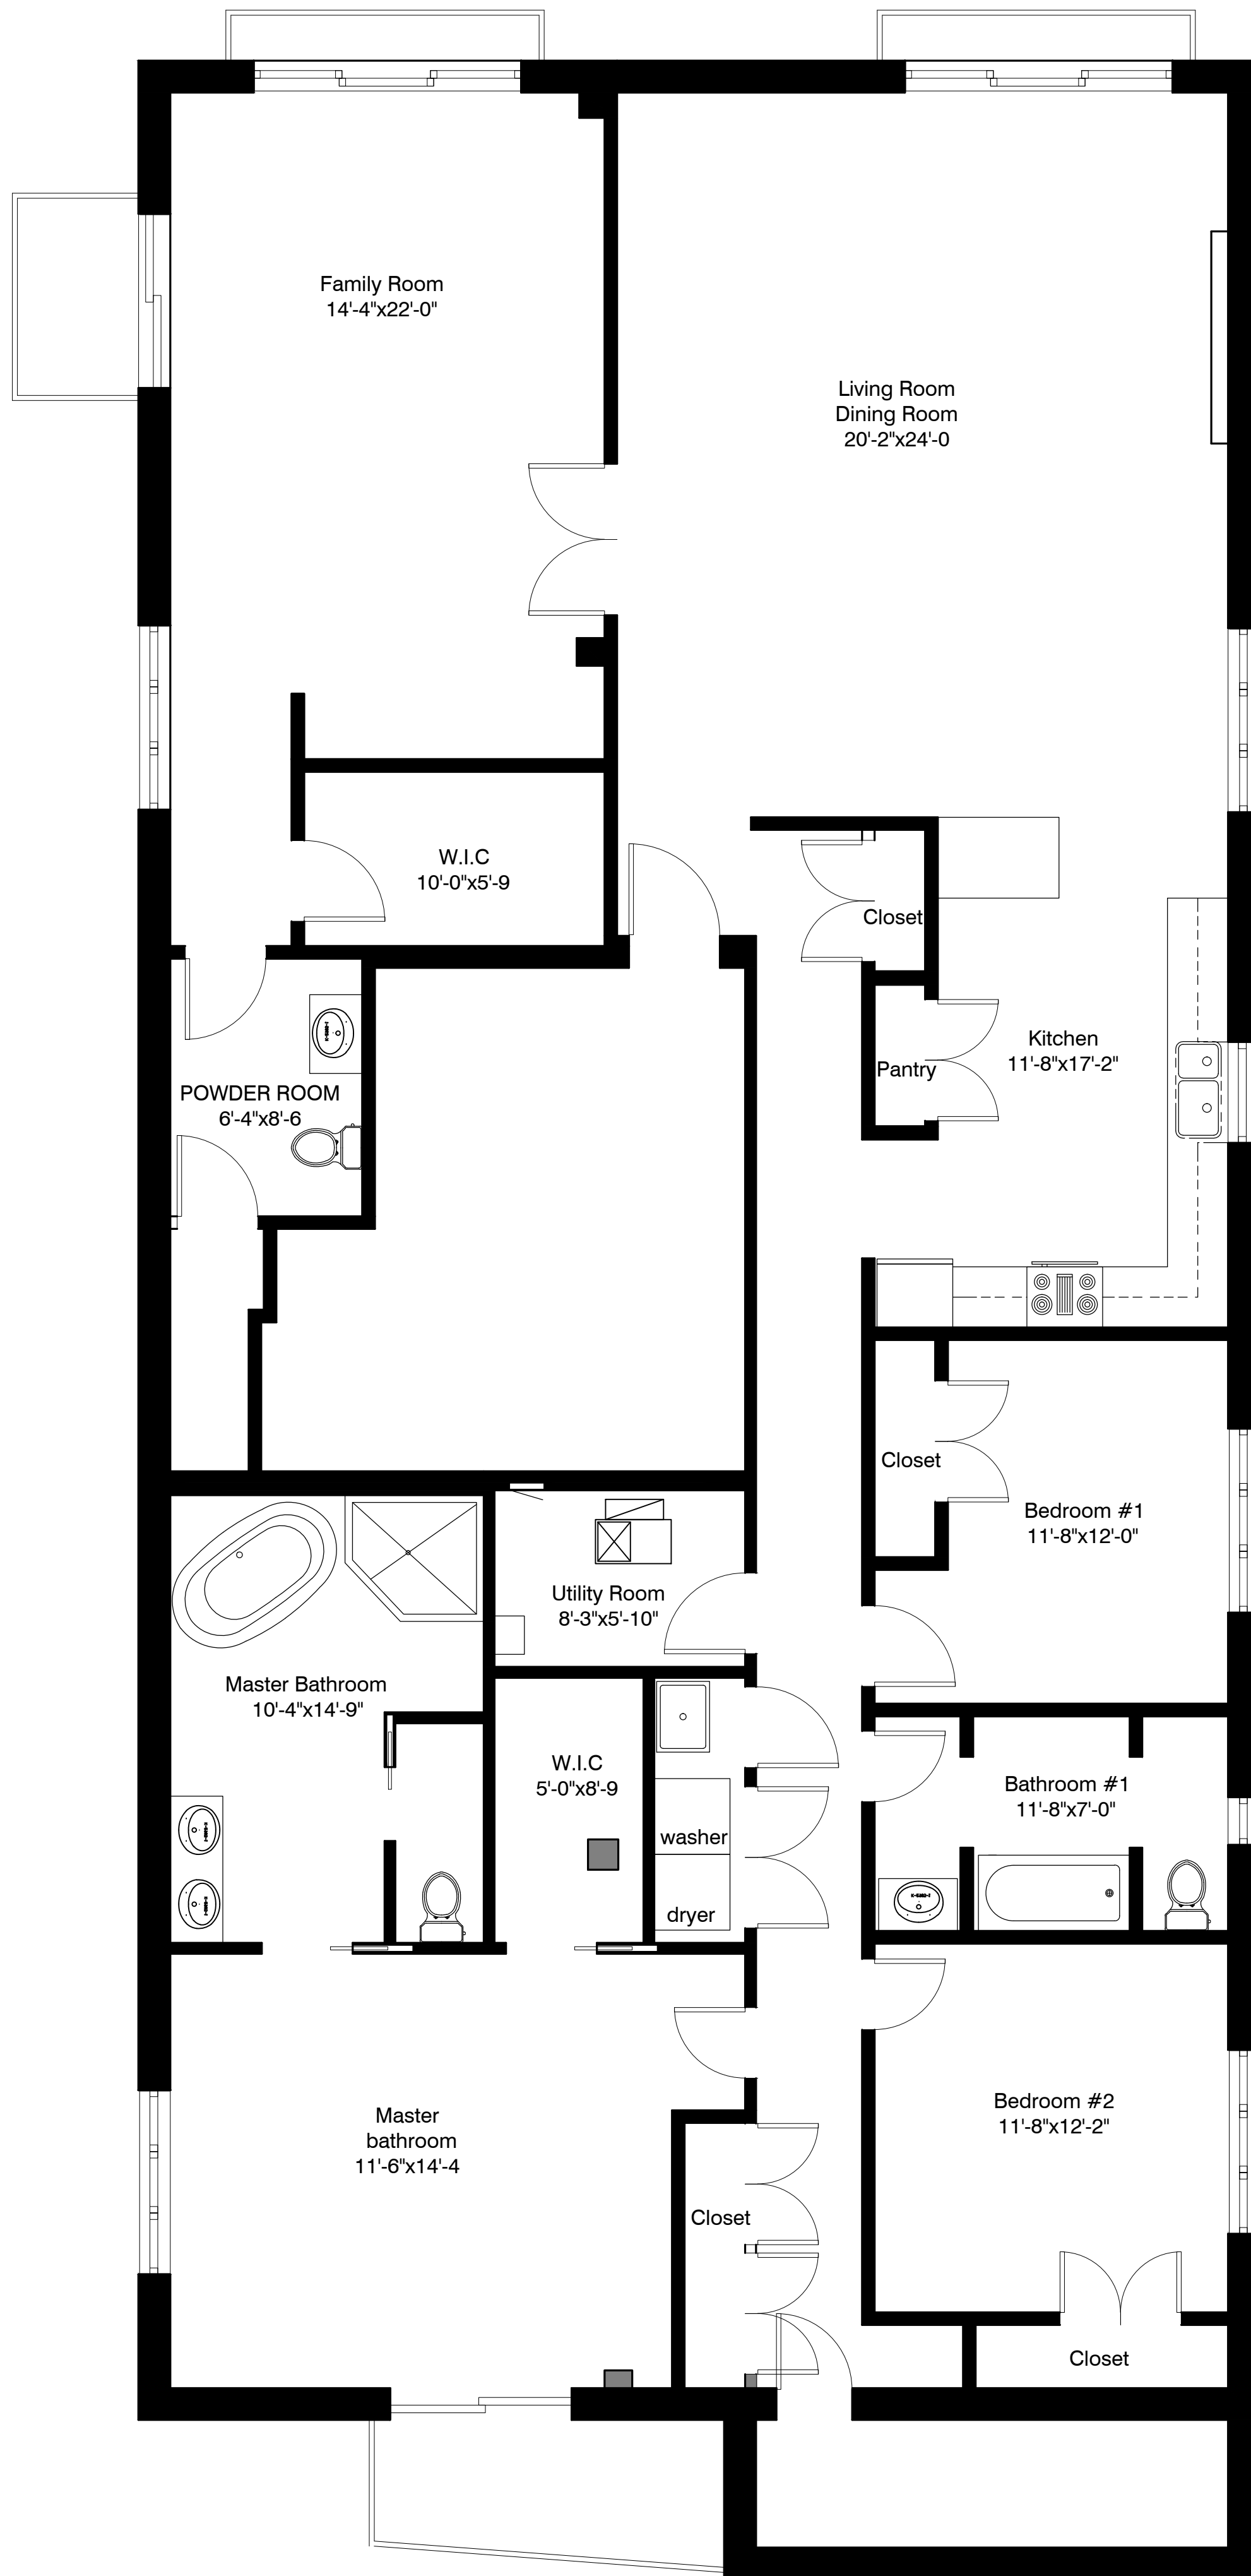 Family Room
14'-4"x22'-0"
Living Room
Dining Room
20'-2"x24'-0
W.I.C
10'-0"x5'-9
Closet
Kitchen
11'-8"x17'-2"
Pantry
POWDER ROOM
6'-4"x8'-6
Closet
Bedroom #1
11'-8"x12'-0"
Utility Room
8'-3"x5'-10"
Master Bathroom
10'-4"x14'-9"
W.I.C
5'-0"x8'-9
Bathroom #1
11'-8"x7'-0"
washer
dryer
Bedroom #2
11'-8"x12'-2"
Master
bathroom
11'-6"x14'-4
Closet
Closet